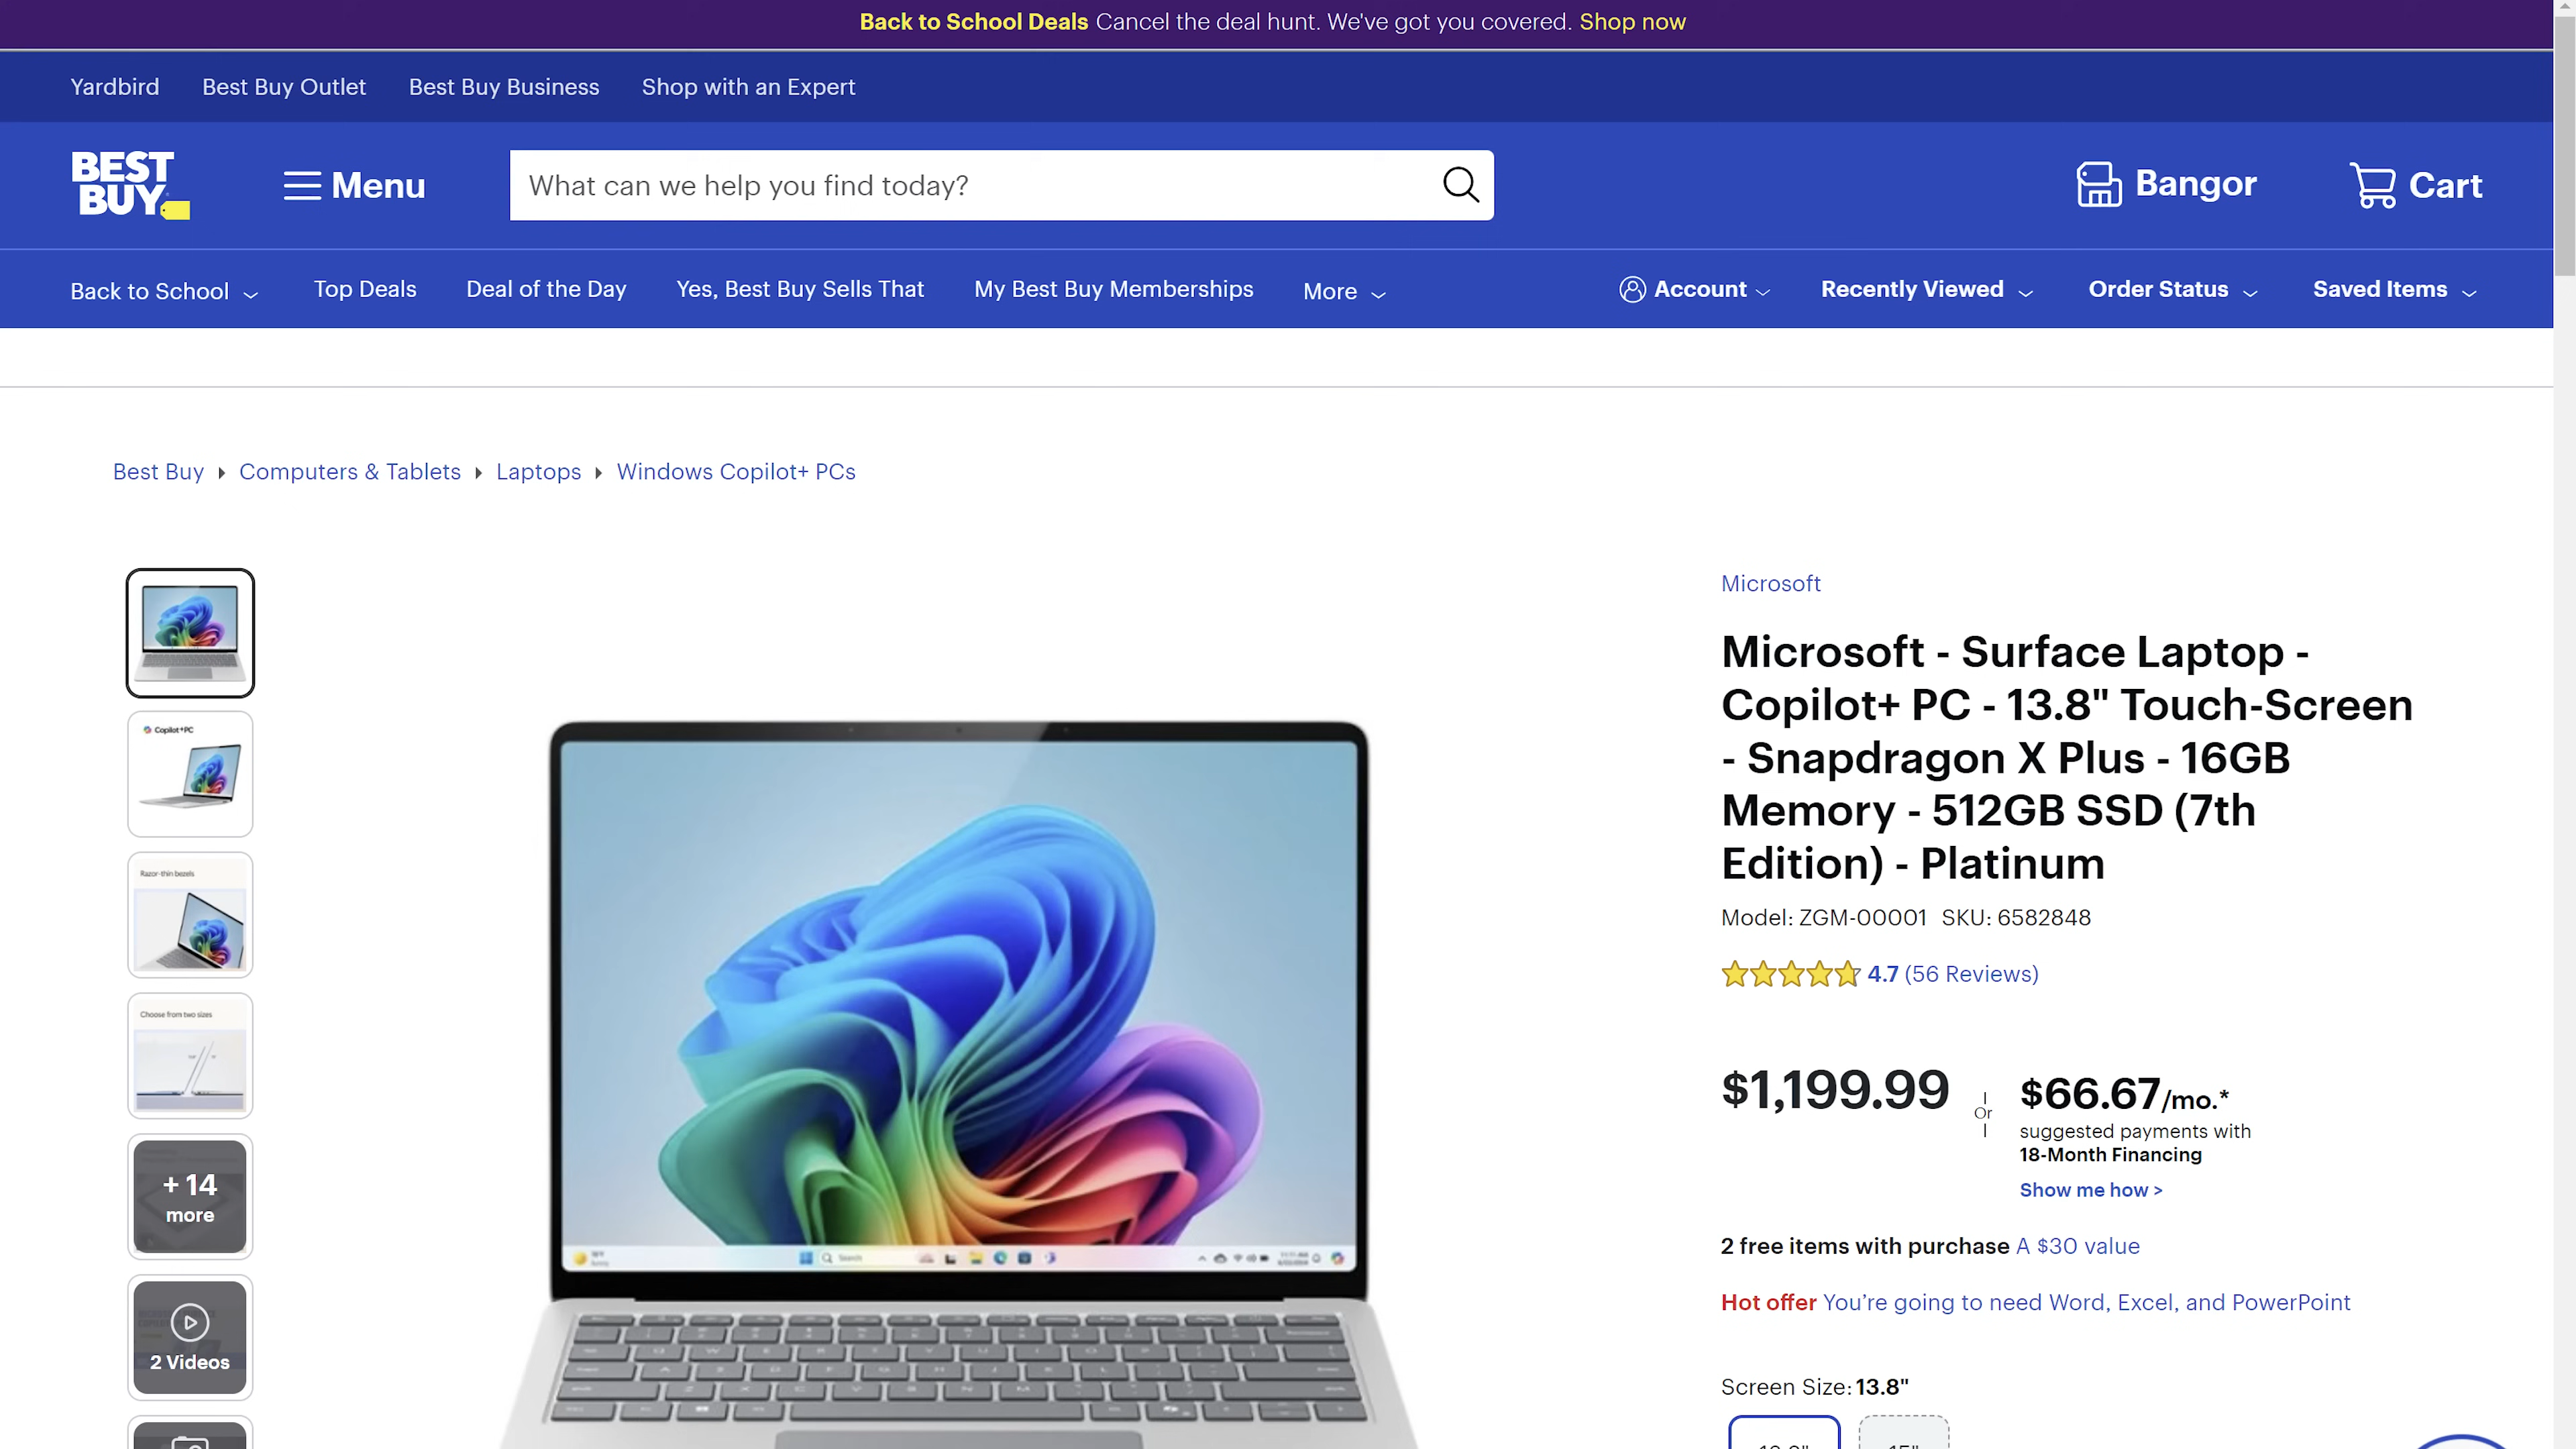 Back to School Deals Cancel the deal hunt. We've got you covered. Shop now
Yardbird Best Buy Outlet Best Buy Business Shop with an Expert
BEST
BUY
Menu
What can we help you find today?
Bangor
Cart
Back to School Top Deals Deal of the Day Yes, Best Buy Sells That My Best Buy Memberships More Account Recently Viewed Order Status Saved Items
Best Buy Computers & Tablets Laptops Windows Copilot+ PCs
Copilot+PC
Razor-thin bezels
Choose from two sizes
+ 14
more
2 Videos
Search
Microsoft
Microsoft - Surface Laptop -
Copilot+ PC - 13.8" Touch-Screen
- Snapdragon X Plus - 16GB
Memory - 512GB SSD (7th
Edition) - Platinum
Model: ZGM-00001 SKU: 6582848
4.7 (56 Reviews)
$1,199.99
Or
$66.67/mo.*
suggested payments with
18-Month Financing
Show me how >
2 free items with purchase A $30 value
Hot offer You’re going to need Word, Excel, and PowerPoint
Screen Size: 13.8"
13.8" 15"